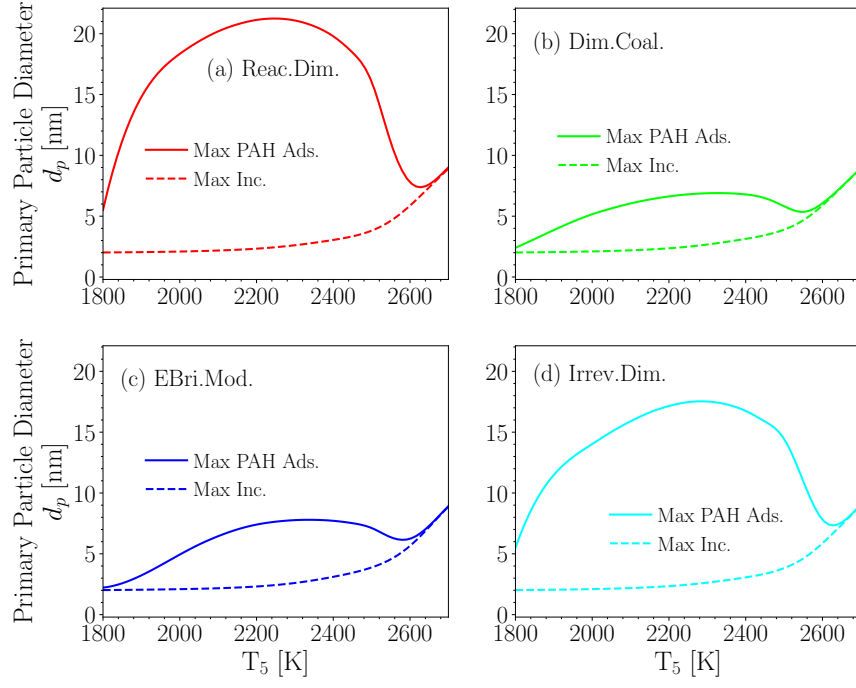 Primary Particle Diameter
d_p [nm]
20
15
10
5
0
(a) Reac.Dim.
Max PAH Ads.
Max Inc.
1800 2000 2200 2400 2600
20
15
10
5
0
(b) Dim.Coal.
Max PAH Ads.
Max Inc.
1800 2000 2200 2400 2600
Primary Particle Diameter
d_p [nm]
20
15
10
5
0
(c) EBri.Mod.
Max PAH Ads.
Max Inc.
1800 2000 2200 2400 2600
T_5 [K]
20
15
10
5
0
(d) Irrev.Dim.
Max PAH Ads.
Max Inc.
1800 2000 2200 2400 2600
T_5 [K]